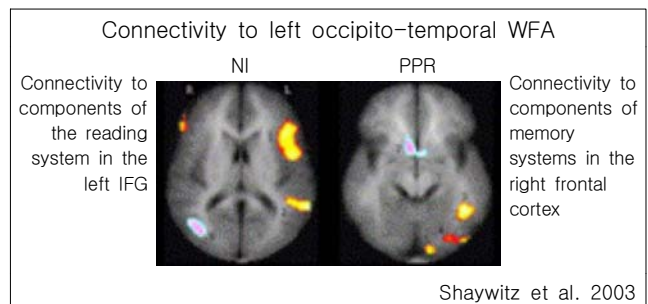 Connectivity to left occipito-temporal WFA
NI
PPR
Connectivity to
components of
the reading
system in the
left IFG
R
L
Connectivity to
components of
memory
systems in the
right frontal
cortex
Shaywitz et al. 2003